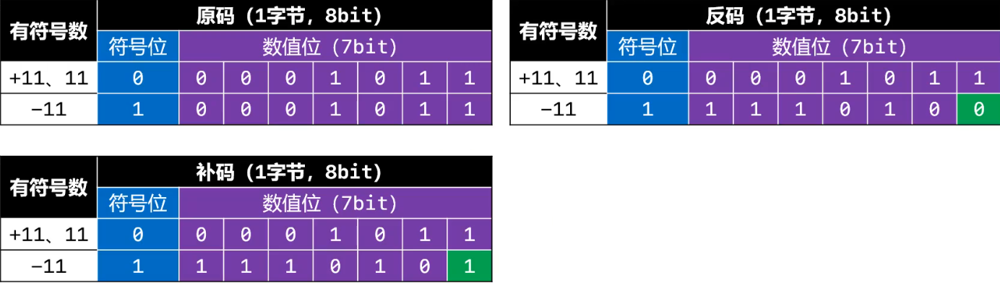 有符号数 原码（1字节，8bit）
符号位 数值位（7bit）
+11、11 0 0 0 0 1 0 1 1
−11 1 0 0 0 1 0 1 1
有符号数 反码（1字节，8bit）
符号位 数值位（7bit）
+11、11 0 0 0 0 1 0 1 1
−11 1 1 1 1 0 1 0 0
有符号数 补码（1字节，8bit）
符号位 数值位（7bit）
+11、11 0 0 0 0 1 0 1 1
−11 1 1 1 1 0 1 0 1